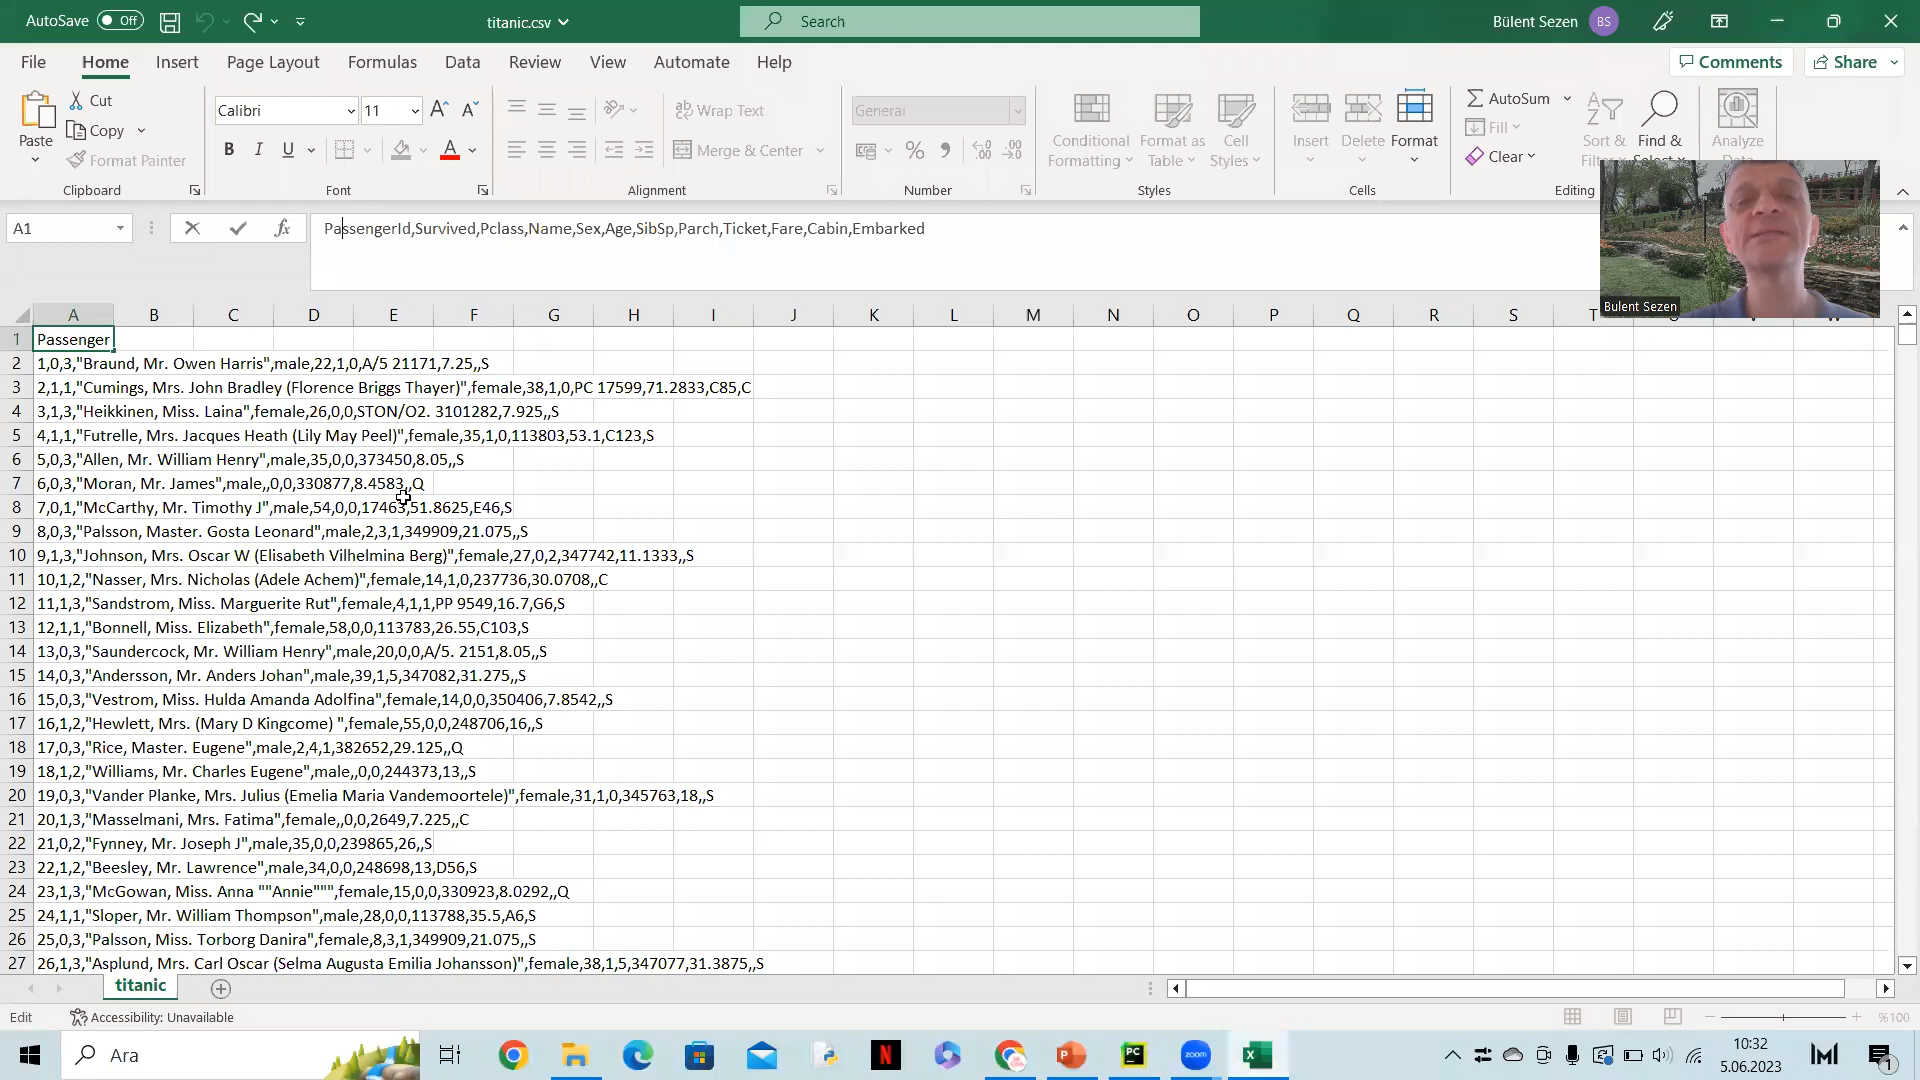 AutoSave Off
titanic.csv
Search
Bülent Sezen BS
File Home Insert Page Layout Formulas Data Review View Automate Help
Comments Share
Paste
Cut
Copy
Format Painter
Clipboard
Calibri 11
B I U
Font
Wrap Text
Merge & Center
Alignment
General
Number
Conditional Formatting
Format as Table
Cell Styles
Styles
Insert Delete Format
Cells
AutoSum
Fill
Clear
Sort & Filter
Find & Select
Editing
Analyze Data
A1
fx
PassengerId,Survived,Pclass,Name,Sex,Age,SibSp,Parch,Ticket,Fare,Cabin,Embarked
Bulent Sezen
A B C D E F G H I J K L M N O P Q R S T
1 Passenger
2 1,0,3,"Braund, Mr. Owen Harris",male,22,1,0,A/5 21171,7.25,,S
3 2,1,1,"Cumings, Mrs. John Bradley (Florence Briggs Thayer)",female,38,1,0,PC 17599,71.2833,C85,C
4 3,1,3,"Heikkinen, Miss. Laina",female,26,0,0,STON/O2. 3101282,7.925,,S
5 4,1,1,"Futrelle, Mrs. Jacques Heath (Lily May Peel)",female,35,1,0,113803,53.1,C123,S
6 5,0,3,"Allen, Mr. William Henry",male,35,0,0,373450,8.05,,S
7 6,0,3,"Moran, Mr. James",male,,0,0,330877,8.4583,,Q
8 7,0,1,"McCarthy, Mr. Timothy J",male,54,0,0,17463,51.8625,E46,S
9 8,0,3,"Palsson, Master. Gosta Leonard",male,2,3,1,349909,21.075,,S
10 9,1,3,"Johnson, Mrs. Oscar W (Elisabeth Vilhelmina Berg)",female,27,0,2,347742,11.1333,,S
11 10,1,2,"Nasser, Mrs. Nicholas (Adele Achem)",female,14,1,0,237736,30.0708,,C
12 11,1,3,"Sandstrom, Miss. Marguerite Rut",female,4,1,1,PP 9549,16.7,G6,S
13 12,1,1,"Bonnell, Miss. Elizabeth",female,58,0,0,113783,26.55,C103,S
14 13,0,3,"Saundercock, Mr. William Henry",male,20,0,0,A/5. 2151,8.05,,S
15 14,0,3,"Andersson, Mr. Anders Johan",male,39,1,5,347082,31.275,,S
16 15,0,3,"Vestrom, Miss. Hulda Amanda Adolfina",female,14,0,0,350406,7.8542,,S
17 16,1,2,"Hewlett, Mrs. (Mary D Kingcome) ",female,55,0,0,248706,16,,S
18 17,0,3,"Rice, Master. Eugene",male,2,4,1,382652,29.125,,Q
19 18,1,2,"Williams, Mr. Charles Eugene",male,,0,0,244373,13,,S
20 19,0,3,"Vander Planke, Mrs. Julius (Emelia Maria Vandemoortele)",female,31,1,0,345763,18,,S
21 20,1,3,"Masselmani, Mrs. Fatima",female,,0,0,2649,7.225,,C
22 21,0,2,"Fynney, Mr. Joseph J",male,35,0,0,239865,26,,S
23 22,1,2,"Beesley, Mr. Lawrence",male,34,0,0,248698,13,D56,S
24 23,1,3,"McGowan, Miss. Anna ""Annie""",female,15,0,0,330923,8.0292,,Q
25 24,1,1,"Sloper, Mr. William Thompson",male,28,0,0,113788,35.5,A6,S
26 25,0,3,"Palsson, Miss. Torborg Danira",female,8,3,1,349909,21.075,,S
27 26,1,3,"Asplund, Mrs. Carl Oscar (Selma Augusta Emilia Johansson)",female,38,1,5,347077,31.3875,,S
titanic
Edit
Accessibility: Unavailable
%100
Ara
N
P
PC
zoom
X
10:32
5.06.2023
1